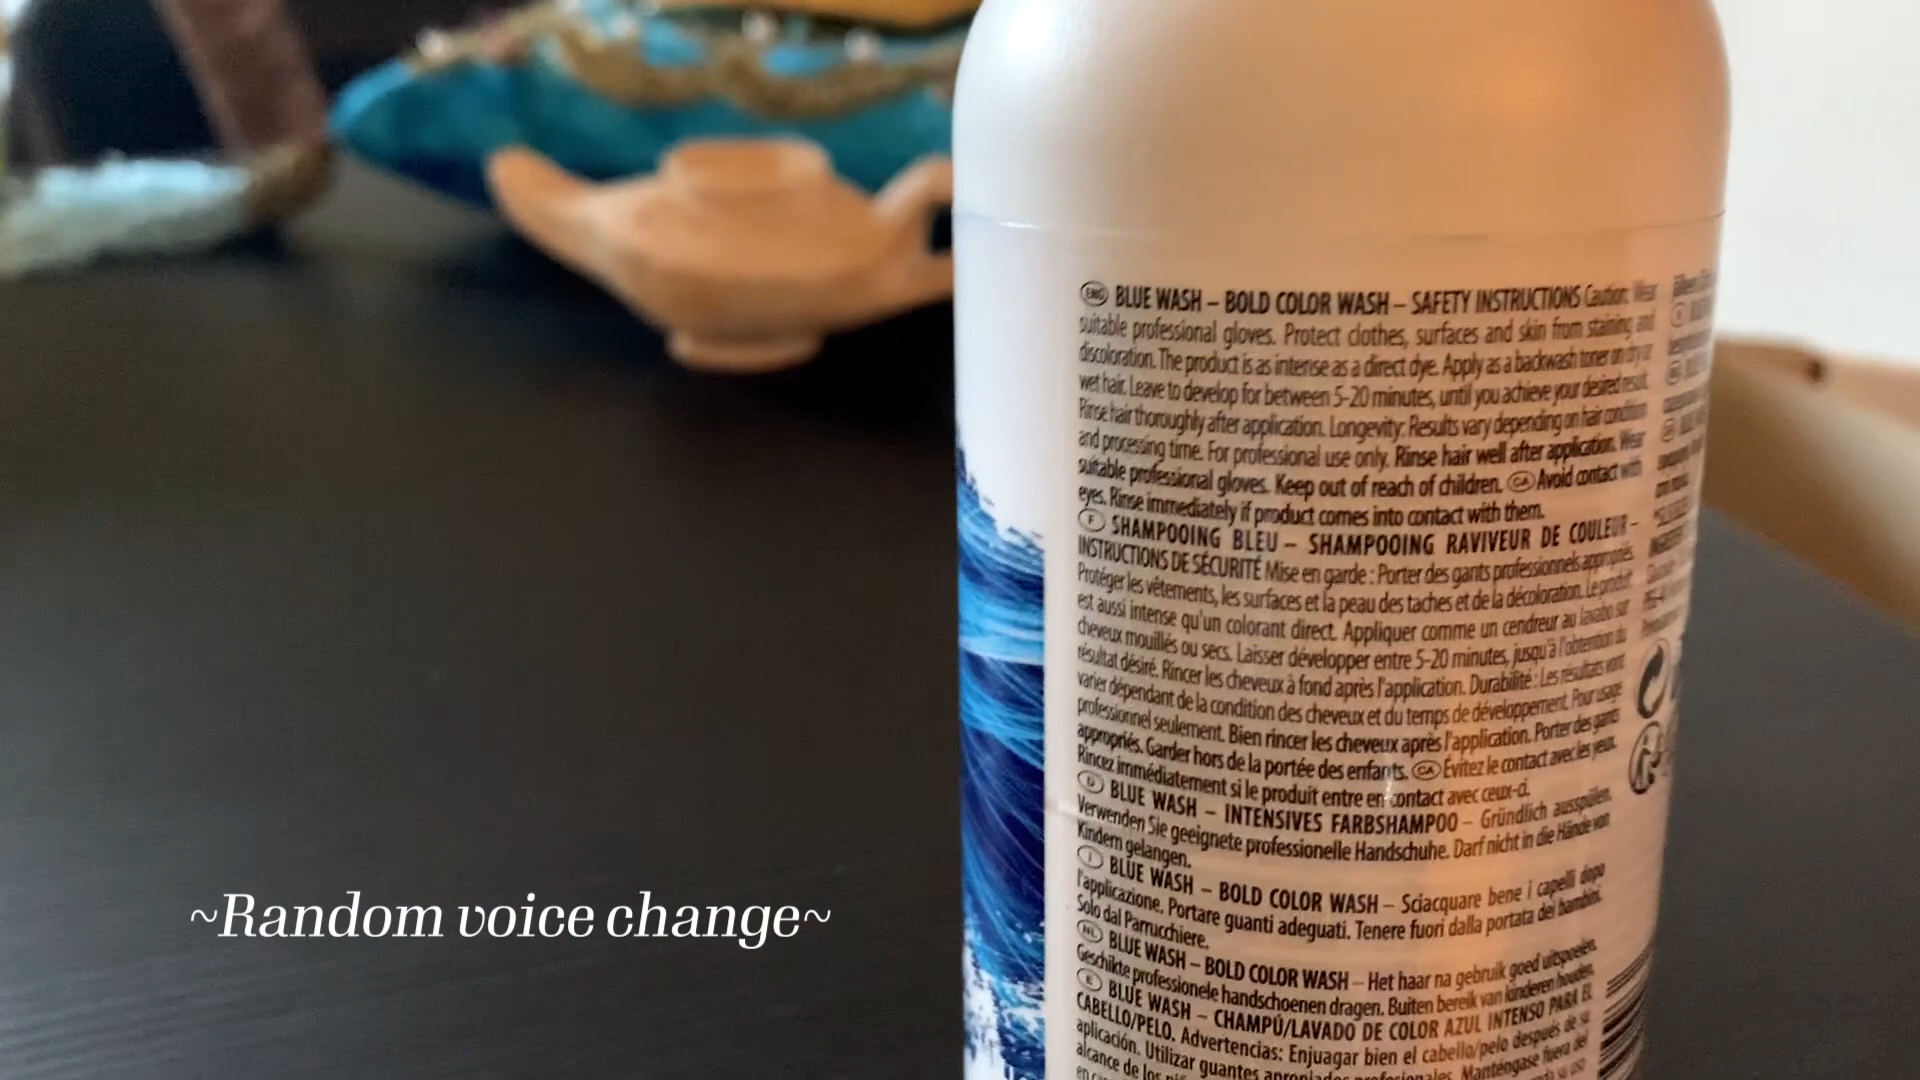 ENG BLUE WASH – BOLD COLOR WASH – SAFETY INSTRUCTIONS Caution: Wear
suitable professional gloves. Protect clothes, surfaces and skin from staining and
discoloration. The product is as intense as a direct dye. Apply as a backwash toner on dry or
wet hair. Leave to develop for between 5-20 minutes, until you achieve your desired result.
Rinse hair thoroughly after application. Longevity: Results vary depending on hair condition
and processing time. For professional use only. Rinse hair well after application. Wear
suitable professional gloves. Keep out of reach of children. CA Avoid contact with
eyes. Rinse immediately if product comes into contact with them.
F SHAMPOOING BLEU – SHAMPOOING RAVIVEUR DE COULEUR –
INSTRUCTIONS DE SÉCURITÉ Mise en garde : Porter des gants professionnels appropriés.
Protéger les vêtements, les surfaces et la peau des taches et de la décoloration. Le produit
est aussi intense qu'un colorant direct. Appliquer comme un cendreur au lavabo sur
cheveux mouillés ou secs. Laisser développer entre 5-20 minutes, jusqu'à l'obtention du
résultat désiré. Rincer les cheveux à fond après l'application. Durabilité : Les résultats vont
varier dépendant de la condition des cheveux et du temps de développement. Pour usage
professionnel seulement. Bien rincer les cheveux après l'application. Porter des gants
appropriés. Garder hors de la portée des enfants. CA Évitez le contact avec les yeux.
Rincez immédiatement si le produit entre en contact avec ceux-ci.
D BLUE WASH – INTENSIVES FARBSHAMPOO – Gründlich ausspülen.
Verwenden Sie geeignete professionelle Handschuhe. Darf nicht in die Hände von
Kindern gelangen.
I BLUE WASH – BOLD COLOR WASH – Sciacquare bene i capelli dopo
l'applicazione. Portare guanti adeguati. Tenere fuori dalla portata dei bambini.
Solo dal Parrucchiere.
NL BLUE WASH – BOLD COLOR WASH – Het haar na gebruik goed uitspoelen.
Geschikte professionele handschoenen dragen. Buiten bereik van kinderen houden.
E BLUE WASH – CHAMPÚ/LAVADO DE COLOR AZUL INTENSO PARA EL
CABELLO/PELO. Advertencias: Enjuagar bien el cabello/pelo después de su
aplicación. Utilizar guantes apropiados profesionales. Manténgase fuera del
alcance de los
~Random voice change~